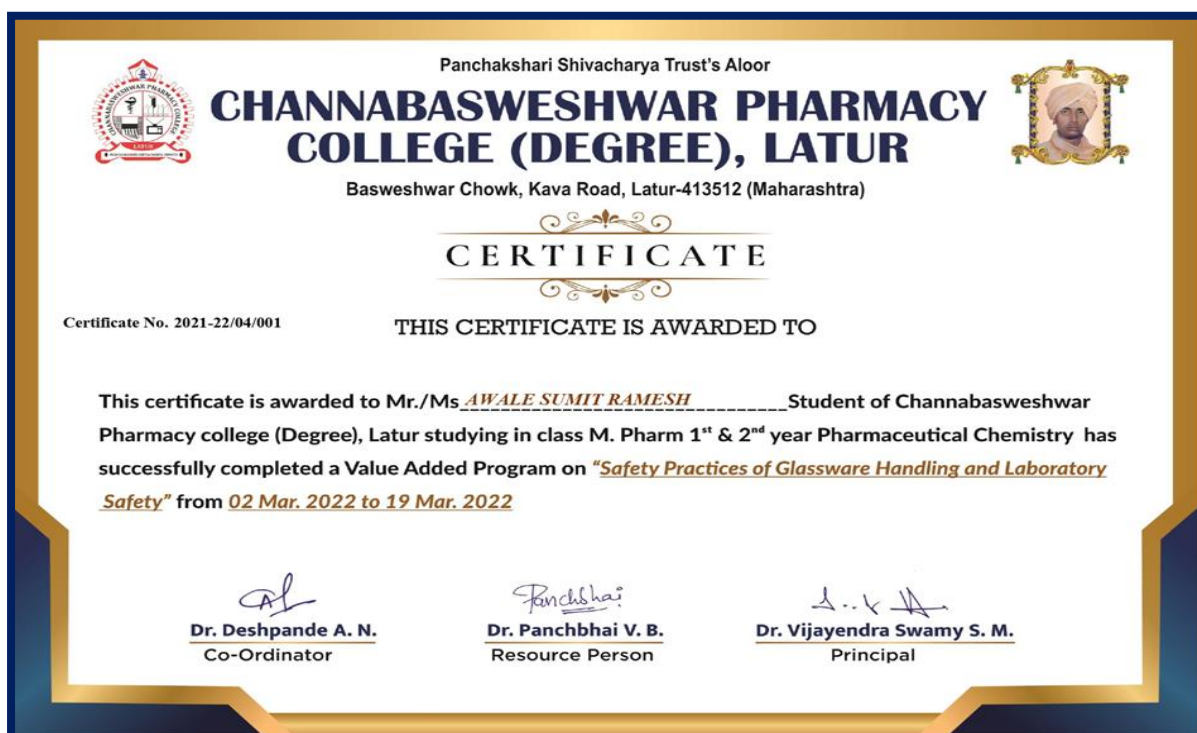 Panchakshari Shivacharya Trust's Aloor
CHANNABASWESHWAR PHARMACY
COLLEGE (DEGREE), LATUR
CHANNABASWESHWAR PHARMACY COLLEGE
LATUR
Basweshwar Chowk, Kava Road, Latur-413512 (Maharashtra)
CERTIFICATE
Certificate No. 2021-22/04/001
THIS CERTIFICATE IS AWARDED TO
This certificate is awarded to Mr./Ms AWALE SUMIT RAMESH Student of Channabasweshwar
Pharmacy college (Degree), Latur studying in class M. Pharm 1st & 2nd year Pharmaceutical Chemistry has
successfully completed a Value Added Program on "Safety Practices of Glassware Handling and Laboratory
Safety" from 02 Mar. 2022 to 19 Mar. 2022
Panchbhai
Dr. Deshpande A. N.
Co-Ordinator
Dr. Panchbhai V. B.
Resource Person
Dr. Vijayendra Swamy S. M.
Principal